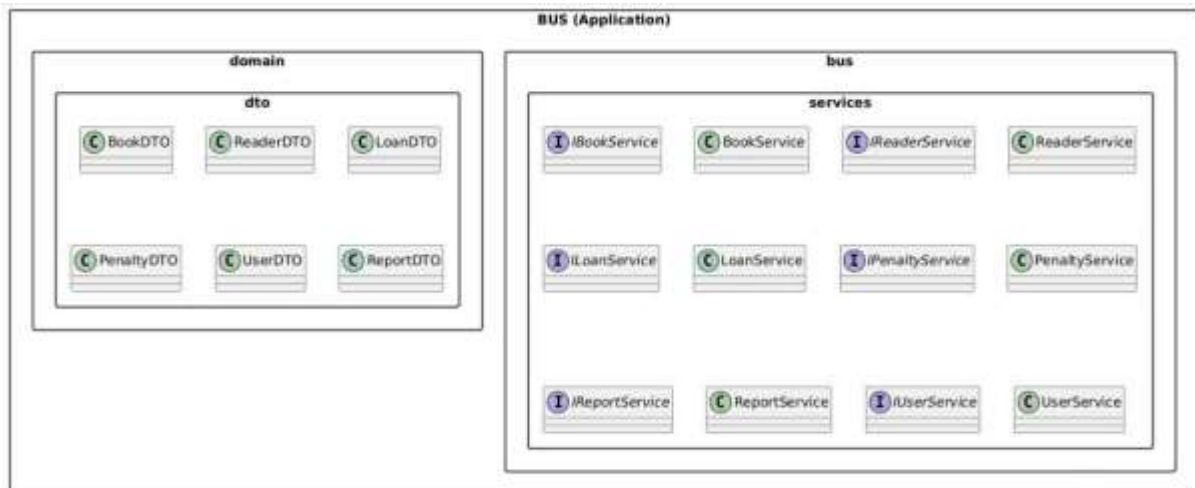 BUS (Application)
domain
dto
C BookDTO
C ReaderDTO
C LoanDTO
C PenaltyDTO
C UserDTO
C ReportDTO
bus
services
I IBookService
C BookService
I IReaderService
C ReaderService
I ILoanService
C LoanService
I IPenaltyService
C PenaltyService
I IReportService
C ReportService
I IUserService
C UserService